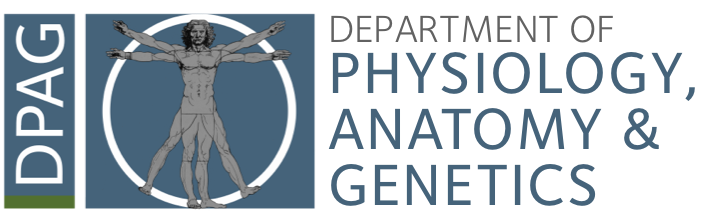 DPAG
DEPARTMENT OF
PHYSIOLOGY,
ANATOMY &
GENETICS